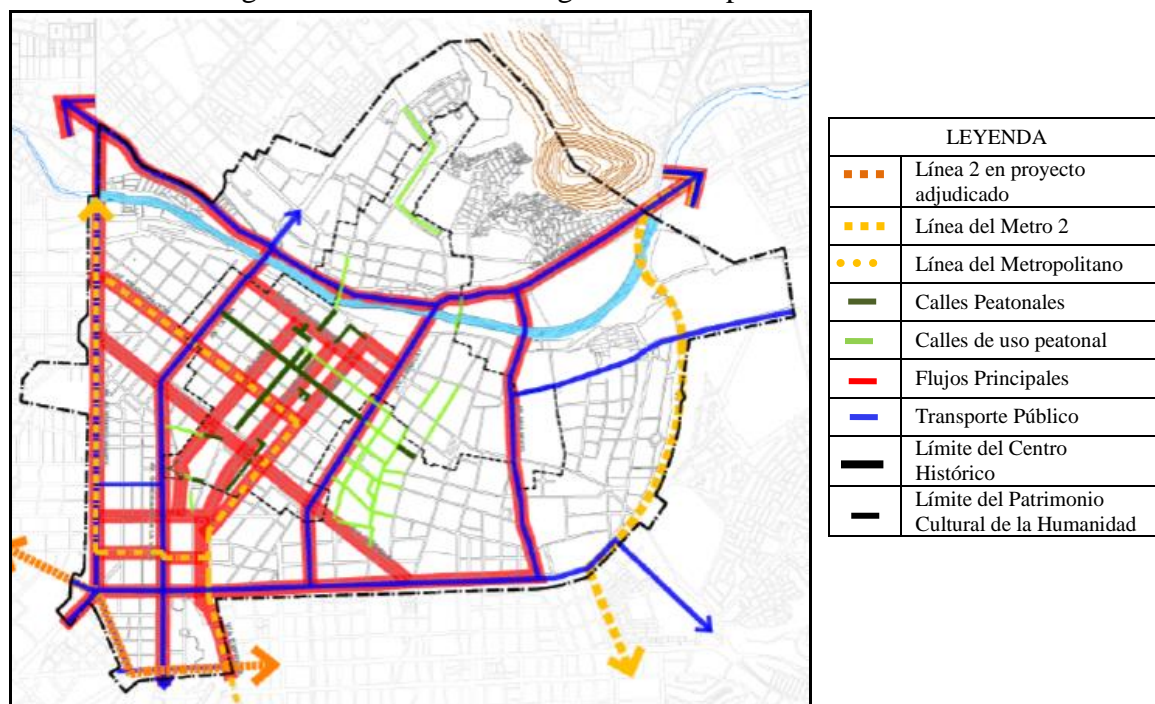 LEYENDA
Línea 2 en proyecto
adjudicado
Línea del Metro 2
Línea del Metropolitano
Calles Peatonales
Calles de uso peatonal
Flujos Principales
Transporte Público
Límite del Centro
Histórico
Límite del Patrimonio
Cultural de la Humanidad